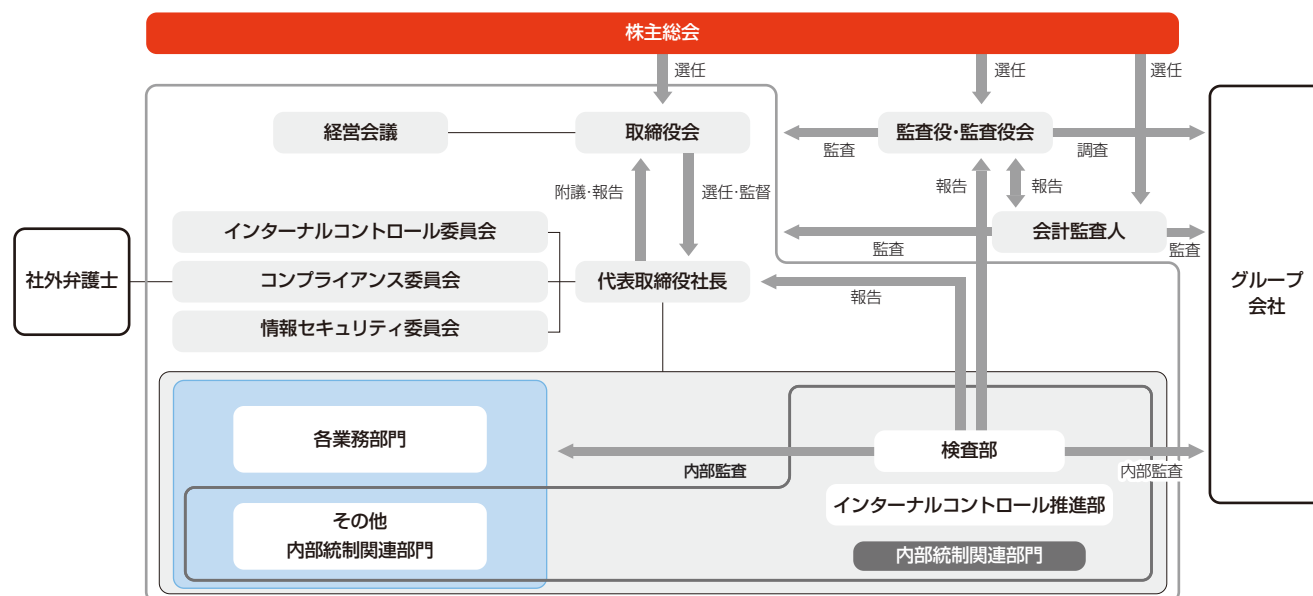 株主総会
選任
選任
選任
経営会議
取締役会
監査役・監査役会
監査
調査
附議・報告
選任・監督
報告
報告
インターナルコントロール委員会
会計監査人
監査
監査
社外弁護士
コンプライアンス委員会
代表取締役社長
報告
グループ
会社
情報セキュリティ委員会
各業務部門
検査部
内部監査
内部監査
インターナルコントロール推進部
その他
内部統制関連部門
内部統制関連部門